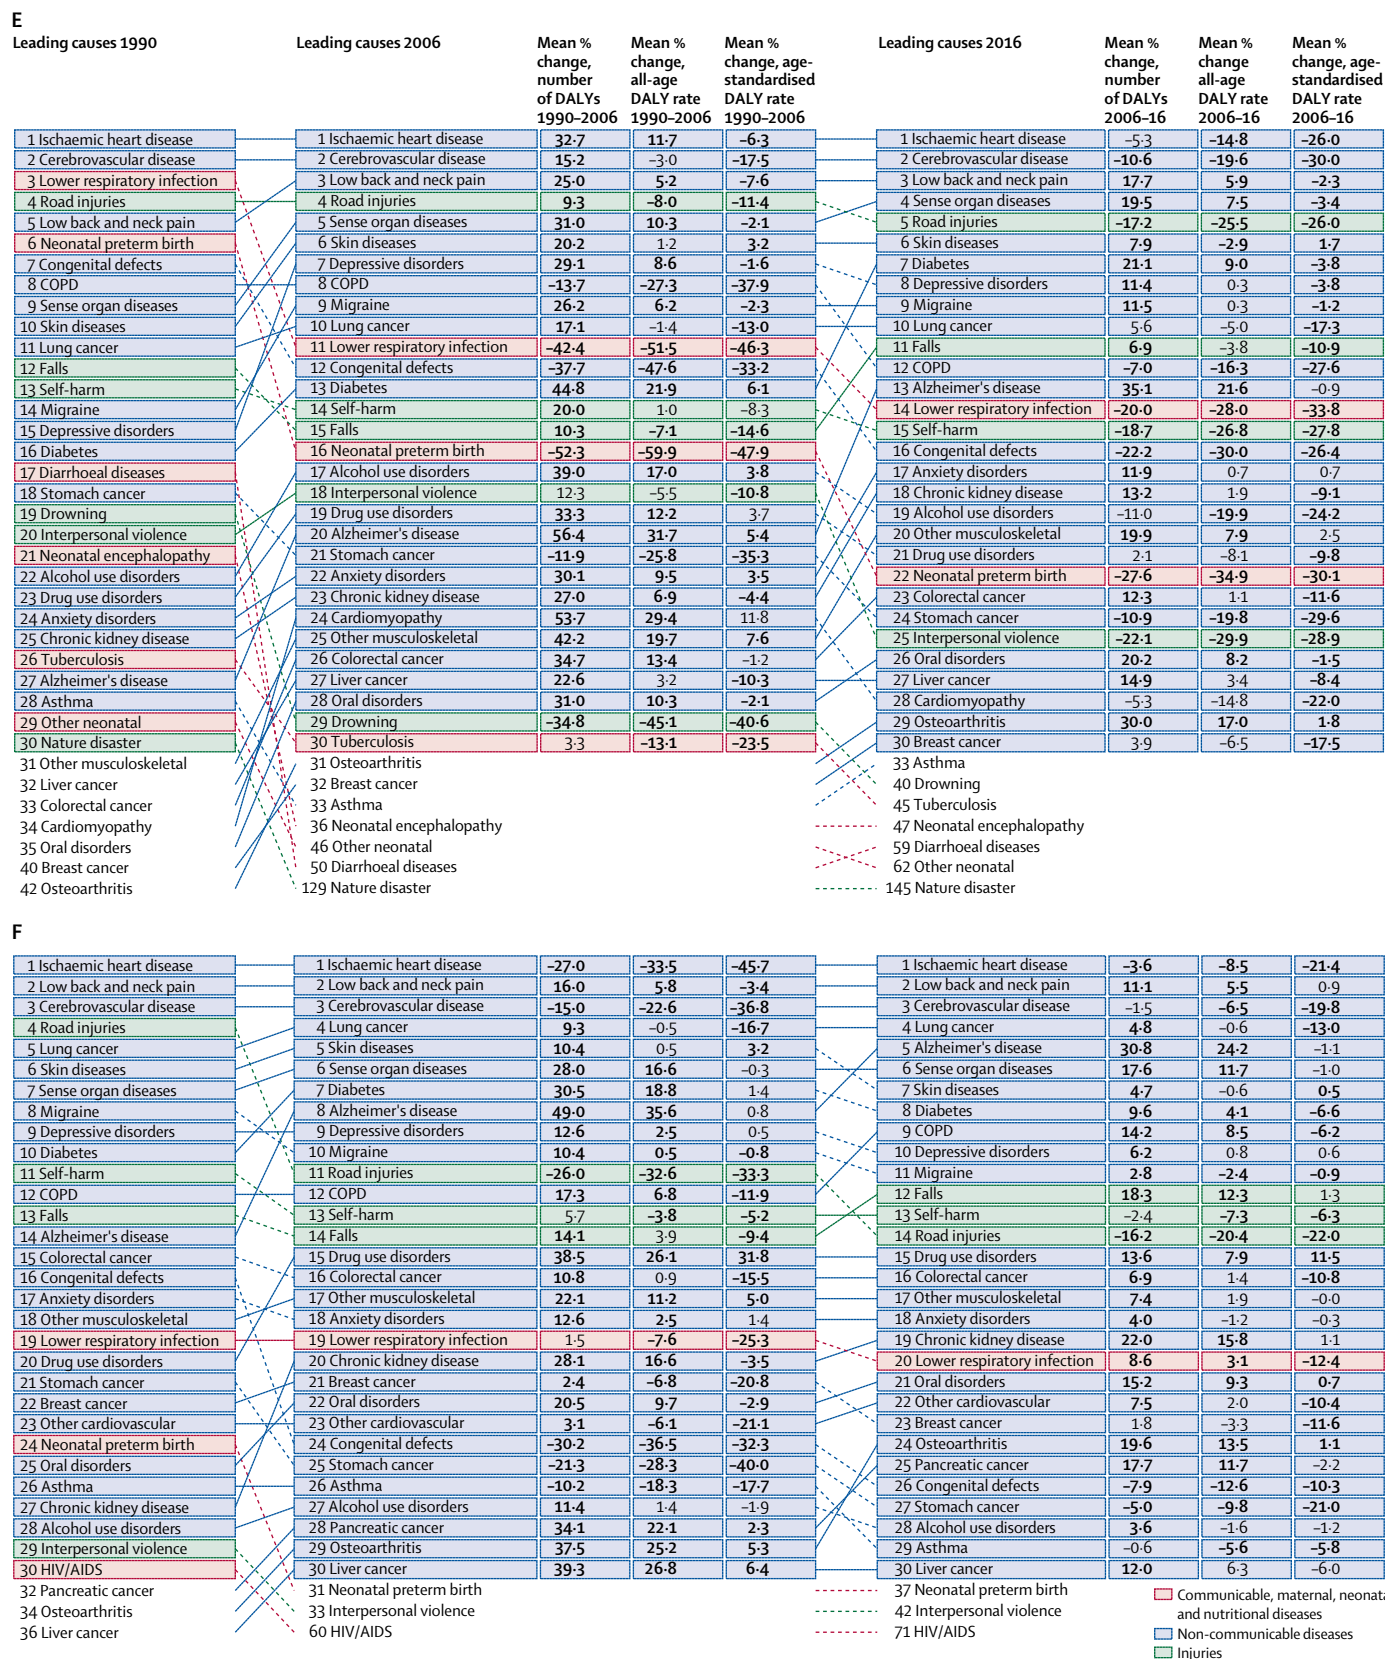 E
Leading causes 1990 Leading causes 2006 Mean % Mean % Mean % Leading causes 2016 Mean % Mean % Mean %
change, change, change, age- change, change change, age-
number all-age standardised number all-age standardised
of DALYs DALY rate DALY rate of DALYs DALY rate DALY rate
1990–2006 1990–2006 1990–2006 2006–16 2006–16 2006–16
1 Ischaemic heart disease 1 Ischaemic heart disease 32·7 11·7 –6·3 1 Ischaemic heart disease –5·3 –14·8 –26·0
2 Cerebrovascular disease 2 Cerebrovascular disease 15·2 –3·0 –17·5 2 Cerebrovascular disease –10·6 –19·6 –30·0
3 Lower respiratory infection 3 Low back and neck pain 25·0 5·2 –7·6 3 Low back and neck pain 17·7 5·9 –2·3
4 Road injuries 4 Road injuries 9·3 –8·0 –11·4 4 Sense organ diseases 19·5 7·5 –3·4
5 Low back and neck pain 5 Sense organ diseases 31·0 10·3 –2·1 5 Road injuries –17·2 –25·5 –26·0
6 Neonatal preterm birth 6 Skin diseases 20·2 1·2 3·2 6 Skin diseases 7·9 –2·9 1·7
7 Congenital defects 7 Depressive disorders 29·1 8·6 –1·6 7 Diabetes 21·1 9·0 –3·8
8 COPD 8 COPD –13·7 –27·3 –37·9 8 Depressive disorders 11·4 0·3 –3·8
9 Sense organ diseases 9 Migraine 26·2 6·2 –2·3 9 Migraine 11·5 0·3 –1·2
10 Skin diseases 10 Lung cancer 17·1 –1·4 –13·0 10 Lung cancer 5·6 –5·0 –17·3
11 Lung cancer 11 Lower respiratory infection –42·4 –51·5 –46·3 11 Falls 6·9 –3·8 –10·9
12 Falls 12 Congenital defects –37·7 –47·6 –33·2 12 COPD –7·0 –16·3 –27·6
13 Self-harm 13 Diabetes 44·8 21·9 6·1 13 Alzheimer's disease 35·1 21·6 –0·9
14 Migraine 14 Self-harm 20·0 1·0 –8·3 14 Lower respiratory infection –20·0 –28·0 –33·8
15 Depressive disorders 15 Falls 10·3 –7·1 –14·6 15 Self-harm –18·7 –26·8 –27·8
16 Diabetes 16 Neonatal preterm birth –52·3 –59·9 –47·9 16 Congenital defects –22·2 –30·0 –26·4
17 Diarrhoeal diseases 17 Alcohol use disorders 39·0 17·0 3·8 17 Anxiety disorders 11·9 0·7 0·7
18 Stomach cancer 18 Interpersonal violence 12·3 –5·5 –10·8 18 Chronic kidney disease 13·2 1·9 –9·1
19 Drowning 19 Drug use disorders 33·3 12·2 3·7 19 Alcohol use disorders –11·0 –19·9 –24·2
20 Interpersonal violence 20 Alzheimer's disease 56·4 31·7 5·4 20 Other musculoskeletal 19·9 7·9 2·5
21 Neonatal encephalopathy 21 Stomach cancer –11·9 –25·8 –35·3 21 Drug use disorders 2·1 –8·1 –9·8
22 Alcohol use disorders 22 Anxiety disorders 30·1 9·5 3·5 22 Neonatal preterm birth –27·6 –34·9 –30·1
23 Drug use disorders 23 Chronic kidney disease 27·0 6·9 –4·4 23 Colorectal cancer 12·3 1·1 –11·6
24 Anxiety disorders 24 Cardiomyopathy 53·7 29·4 11·8 24 Stomach cancer –10·9 –19·8 –29·6
25 Chronic kidney disease 25 Other musculoskeletal 42·2 19·7 7·6 25 Interpersonal violence –22·1 –29·9 –28·9
26 Tuberculosis 26 Colorectal cancer 34·7 13·4 –1·2 26 Oral disorders 20·2 8·2 –1·5
27 Alzheimer's disease 27 Liver cancer 22·6 3·2 –10·3 27 Liver cancer 14·9 3·4 –8·4
28 Asthma 28 Oral disorders 31·0 10·3 –2·1 28 Cardiomyopathy –5·3 –14·8 –22·0
29 Other neonatal 29 Drowning –34·8 –45·1 –40·6 29 Osteoarthritis 30·0 17·0 1·8
30 Nature disaster 30 Tuberculosis 3·3 –13·1 –23·5 30 Breast cancer 3·9 –6·5 –17·5
31 Other musculoskeletal 31 Osteoarthritis 33 Asthma
32 Liver cancer 32 Breast cancer 40 Drowning
33 Colorectal cancer 33 Asthma 45 Tuberculosis
34 Cardiomyopathy 36 Neonatal encephalopathy 47 Neonatal encephalopathy
35 Oral disorders 46 Other neonatal 59 Diarrhoeal diseases
40 Breast cancer 50 Diarrhoeal diseases 62 Other neonatal
42 Osteoarthritis 129 Nature disaster 145 Nature disaster
F
1 Ischaemic heart disease 1 Ischaemic heart disease –27·0 –33·5 –45·7 1 Ischaemic heart disease –3·6 –8·5 –21·4
2 Low back and neck pain 2 Low back and neck pain 16·0 5·8 –3·4 2 Low back and neck pain 11·1 5·5 0·9
3 Cerebrovascular disease 3 Cerebrovascular disease –15·0 –22·6 –36·8 3 Cerebrovascular disease –1·5 –6·5 –19·8
4 Road injuries 4 Lung cancer 9·3 –0·5 –16·7 4 Lung cancer 4·8 –0·6 –13·0
5 Lung cancer 5 Skin diseases 10·4 0·5 3·2 5 Alzheimer's disease 30·8 24·2 –1·1
6 Skin diseases 6 Sense organ diseases 28·0 16·6 –0·3 6 Sense organ diseases 17·6 11·7 –1·0
7 Sense organ diseases 7 Diabetes 30·5 18·8 1·4 7 Skin diseases 4·7 –0·6 0·5
8 Migraine 8 Alzheimer's disease 49·0 35·6 0·8 8 Diabetes 9·6 4·1 –6·6
9 Depressive disorders 9 Depressive disorders 12·6 2·5 0·5 9 COPD 14·2 8·5 –6·2
10 Diabetes 10 Migraine 10·4 0·5 –0·8 10 Depressive disorders 6·2 0·8 0·6
11 Self-harm 11 Road injuries –26·0 –32·6 –33·3 11 Migraine 2·8 –2·4 –0·9
12 COPD 12 COPD 17·3 6·8 –11·9 12 Falls 18·3 12·3 1·3
13 Falls 13 Self-harm 5·7 –3·8 –5·2 13 Self-harm –2·4 –7·3 –6·3
14 Alzheimer's disease 14 Falls 14·1 3·9 –9·4 14 Road injuries –16·2 –20·4 –22·0
15 Colorectal cancer 15 Drug use disorders 38·5 26·1 31·8 15 Drug use disorders 13·6 7·9 11·5
16 Congenital defects 16 Colorectal cancer 10·8 0·9 –15·5 16 Colorectal cancer 6·9 1·4 –10·8
17 Anxiety disorders 17 Other musculoskeletal 22·1 11·2 5·0 17 Other musculoskeletal 7·4 1·9 –0·0
18 Other musculoskeletal 18 Anxiety disorders 12·6 2·5 1·4 18 Anxiety disorders 4·0 –1·2 –0·3
19 Lower respiratory infection 19 Lower respiratory infection 1·5 –7·6 –25·3 19 Chronic kidney disease 22·0 15·8 1·1
20 Drug use disorders 20 Chronic kidney disease 28·1 16·6 –3·5 20 Lower respiratory infection 8·6 3·1 –12·4
21 Stomach cancer 21 Breast cancer 2·4 –6·8 –20·8 21 Oral disorders 15·2 9·3 0·7
22 Breast cancer 22 Oral disorders 20·5 9·7 –2·9 22 Other cardiovascular 7·5 2·0 –10·4
23 Other cardiovascular 23 Other cardiovascular 3·1 –6·1 –21·1 23 Breast cancer 1·8 –3·3 –11·6
24 Neonatal preterm birth 24 Congenital defects –30·2 –36·5 –32·3 24 Osteoarthritis 19·6 13·5 1·1
25 Oral disorders 25 Stomach cancer –21·3 –28·3 –40·0 25 Pancreatic cancer 17·7 11·7 –2·2
26 Asthma 26 Asthma –10·2 –18·3 –17·7 26 Congenital defects –7·9 –12·6 –10·3
27 Chronic kidney disease 27 Alcohol use disorders 11·4 1·4 –1·9 27 Stomach cancer –5·0 –9·8 –21·0
28 Alcohol use disorders 28 Pancreatic cancer 34·1 22·1 2·3 28 Alcohol use disorders 3·6 –1·6 –1·2
29 Interpersonal violence 29 Osteoarthritis 37·5 25·2 5·3 29 Asthma –0·6 –5·6 –5·8
30 HIV/AIDS 30 Liver cancer 39·3 26·8 6·4 30 Liver cancer 12·0 6·3 –6·0
32 Pancreatic cancer 31 Neonatal preterm birth 37 Neonatal preterm birth
34 Osteoarthritis 33 Interpersonal violence 42 Interpersonal violence
36 Liver cancer 60 HIV/AIDS 71 HIV/AIDS
Communicable, maternal, neonata
and nutritional diseases
Non-communicable diseases
Injuries